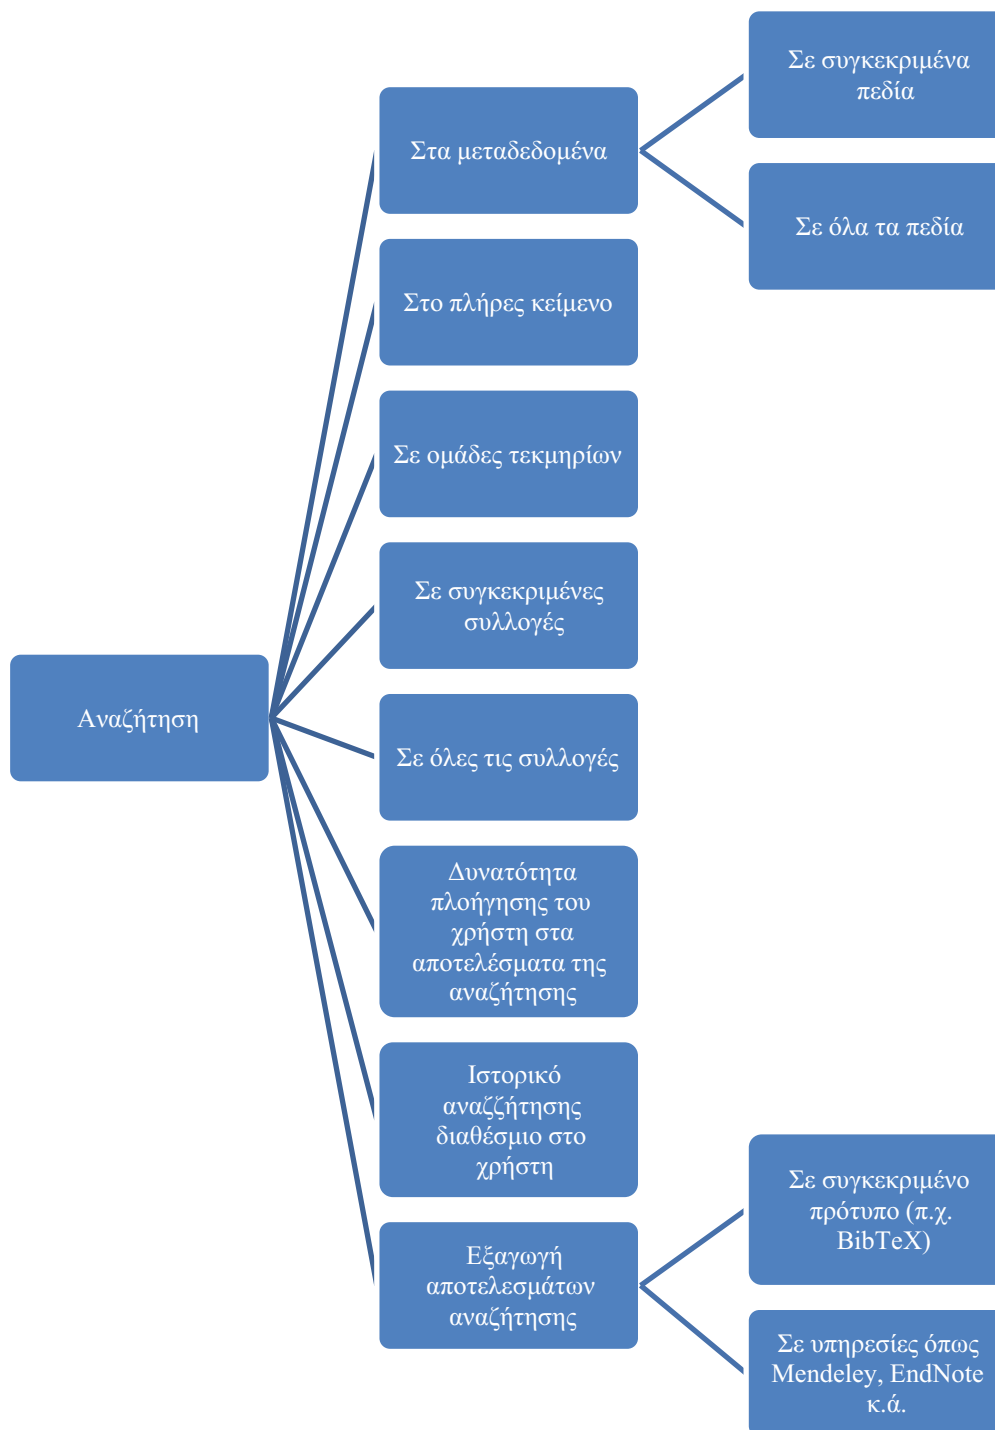 Σε συγκεκριμένα
πεδία
Στα μεταδεδομένα
Σε όλα τα πεδία
Στο πλήρες κείμενο
Σε ομάδες τεκμηρίων
Σε συγκεκριμένες
συλλογές
Αναζήτηση
Σε όλες τις συλλογές
Δυνατότητα
πλοήγησης του
χρήστη στα
αποτελέσματα της
αναζήτησης
Ιστορικό
αναζζήτησης
διαθέσμιο στο
χρήστη
Εξαγωγή
αποτελεσμάτων
αναζήτησης
Σε συγκεκριμένο
πρότυπο (π.χ.
BibTeX)
Σε υπηρεσίες όπως
Mendeley, EndNote
κ.ά.